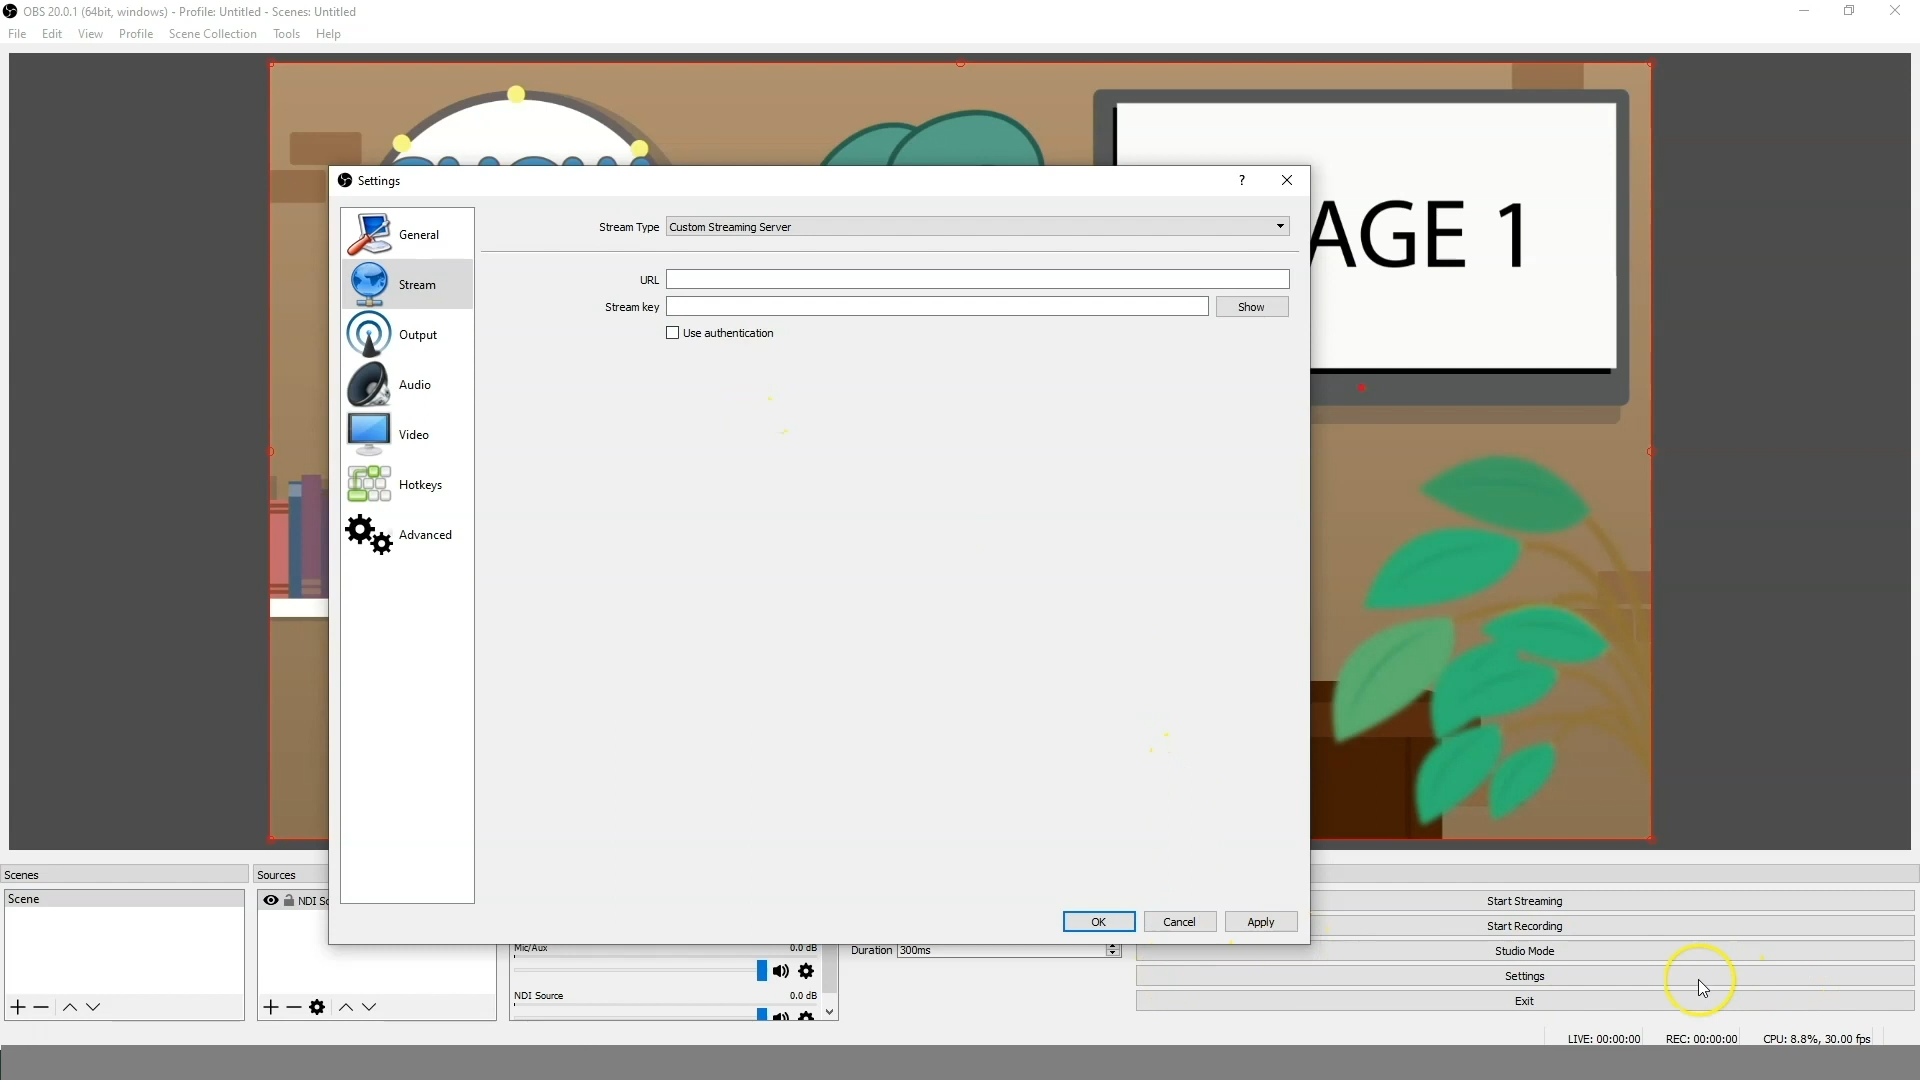 OBS 20.0.1 (64bit, windows) - Profile: Untitled - Scenes: Untitled
File Edit View Profile Scene Collection Tools Help
AGE 1
Settings
?
General
Stream
Output
Audio
Video
Hotkeys
Advanced
Stream Type Custom Streaming Server
URL
Stream key Show
Use authentication
OK Cancel Apply
Scenes
Scene
Sources
NDI
Mic/Aux 0.0 dB
NDI Source 0.0 dB
Duration 300ms
Start Streaming
Start Recording
Studio Mode
Settings
Exit
LIVE: 00:00:00 REC: 00:00:00 CPU: 8.8%, 30.00 fps